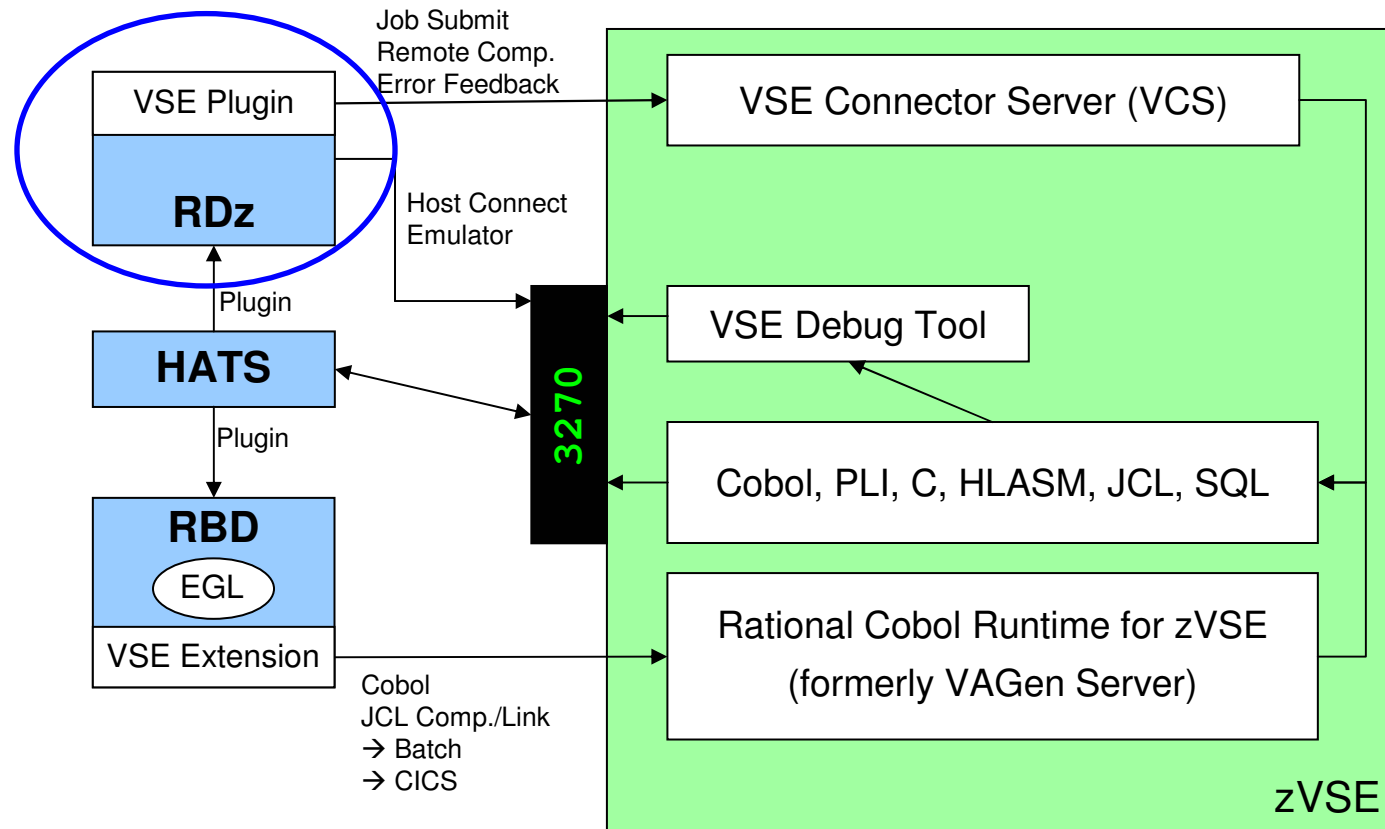 Job Submit
Remote Comp.
Error Feedback
VSE Plugin
RDz
VSE Connector Server (VCS)
Host Connect
Emulator
Plugin
HATS
Plugin
3270
VSE Debug Tool
Cobol, PLI, C, HLASM, JCL, SQL
RBD
EGL
VSE Extension
Rational Cobol Runtime for zVSE
(formerly VAGen Server)
Cobol
JCL Comp./Link
→ Batch
→ CICS
zVSE